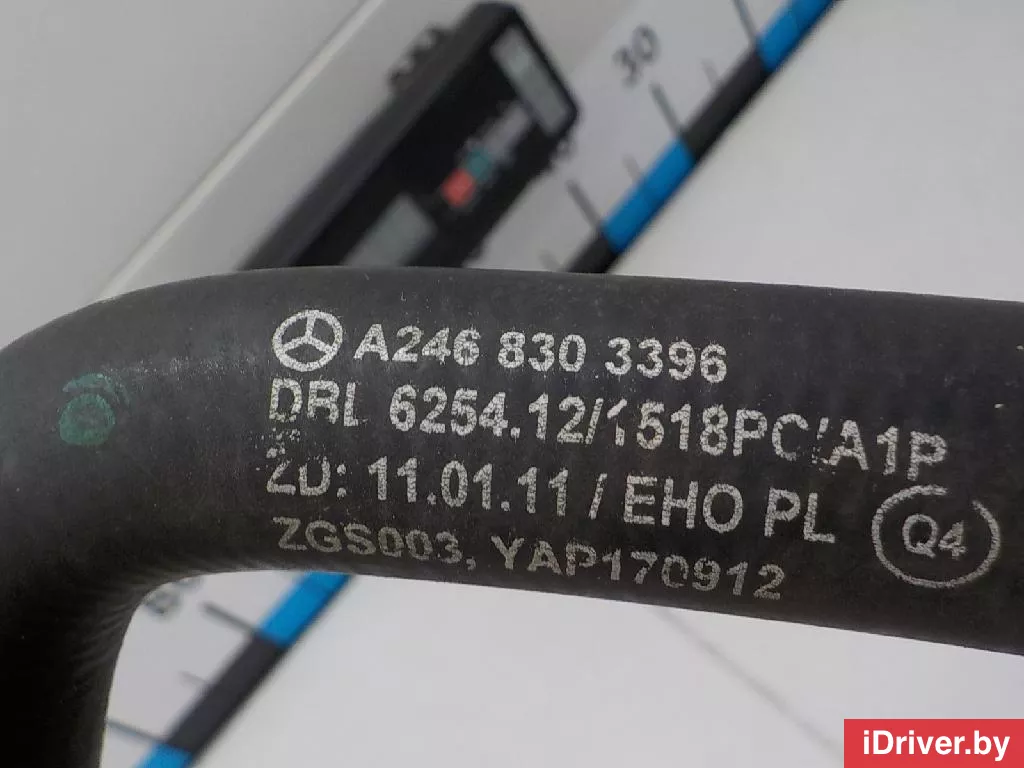 30
A246 830 3396
DBL 6254.12/1518PC/A1P
ZD: 11.01.11 / EHO PL
Q4
ZGS003, YAP170912
iDriver.by